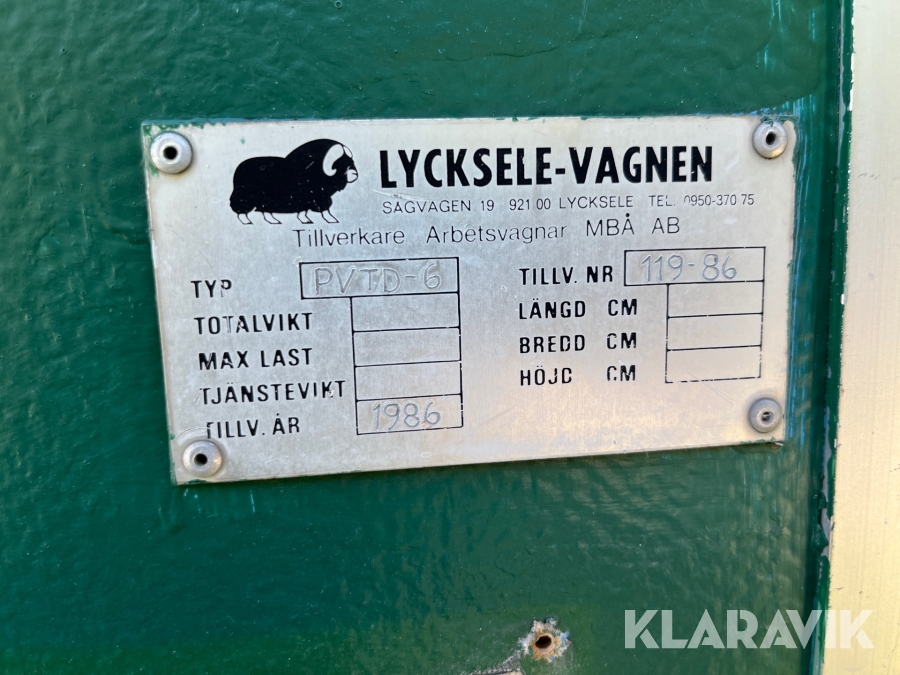 LYCKSELE-VAGNEN
SÅGVÄGEN 19 921 00 LYCKSELE TEL. 0950-370 75
Tillverkare Arbetsvagnar MBÅ AB
TYP PVTD-6 TILLV. NR 119-86
TOTALVIKT LÄNGD CM
MAX LAST BREDD CM
TJÄNSTEVIKT HÖJD CM
TILLV. ÅR 1986
KLARAVIK